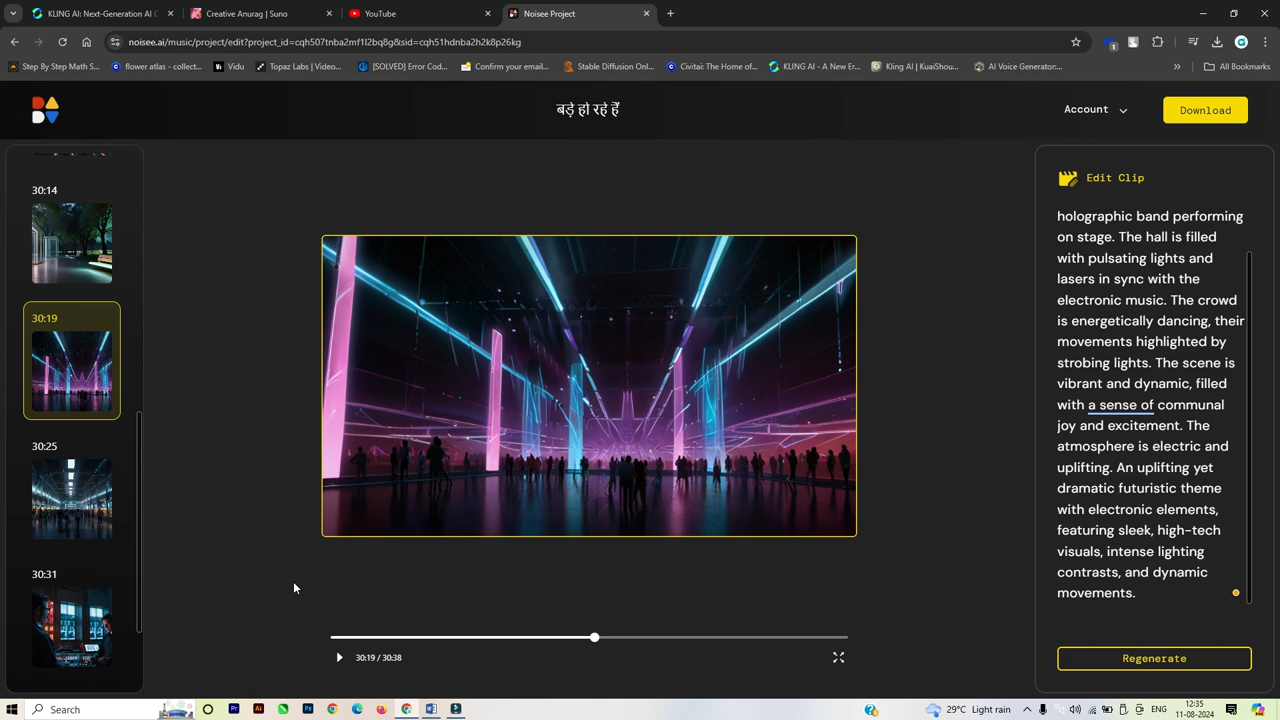 KLING AI: Next-Generation AI C
Creative Anurag | Suno
YouTube
Noisee Project
noisee.ai/music/project/edit?project_id=cqh507tnba2mf1l2bq8g&sid=cqh51hdnba2h2k8p26kg
Step By Step Math S...
flower atlas - collect...
Vidu
Topaz Labs | Video...
[SOLVED] Error Cod...
Confirm your email...
Stable Diffusion Onl...
Civitai: The Home of...
KLING AI - A New Er...
Kling AI | KuaiShou...
AI Voice Generator:...
All Bookmarks
बड़े हो रहे हैं
Account
Download
30:14
30:19
30:25
30:31
30:19 / 30:38
Edit Clip
holographic band performing
on stage. The hall is filled
with pulsating lights and
lasers in sync with the
electronic music. The crowd
is energetically dancing, their
movements highlighted by
strobing lights. The scene is
vibrant and dynamic, filled
with a sense of communal
joy and excitement. The
atmosphere is electric and
uplifting. An uplifting yet
dramatic futuristic theme
with electronic elements,
featuring sleek, high-tech
visuals, intense lighting
contrasts, and dynamic
movements.
Regenerate
Search
29°C Light rain
ENG
12:35
11-08-2024